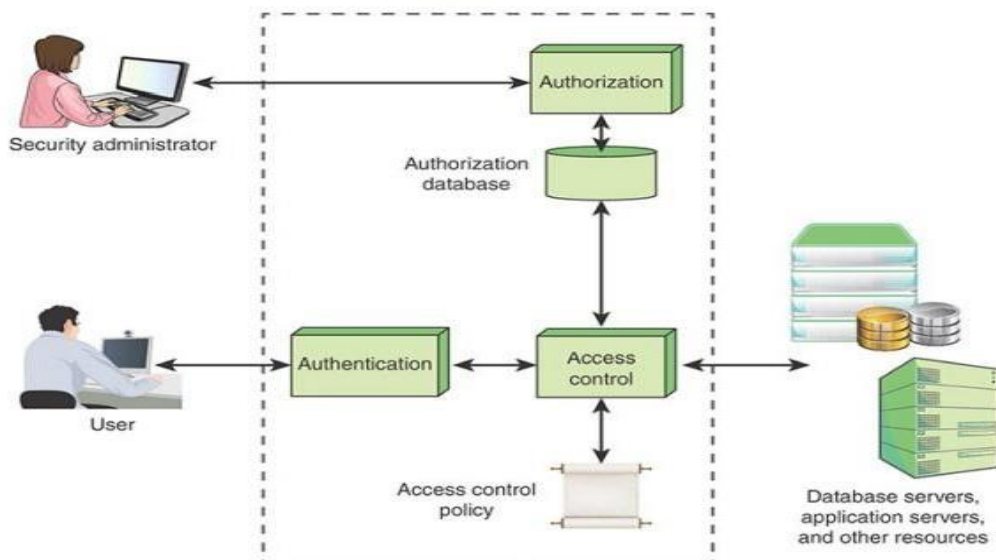 Authorization
Security administrator
Authorization
database
Authentication
Access
control
User
Access control
policy
Database servers,
application servers,
and other resources